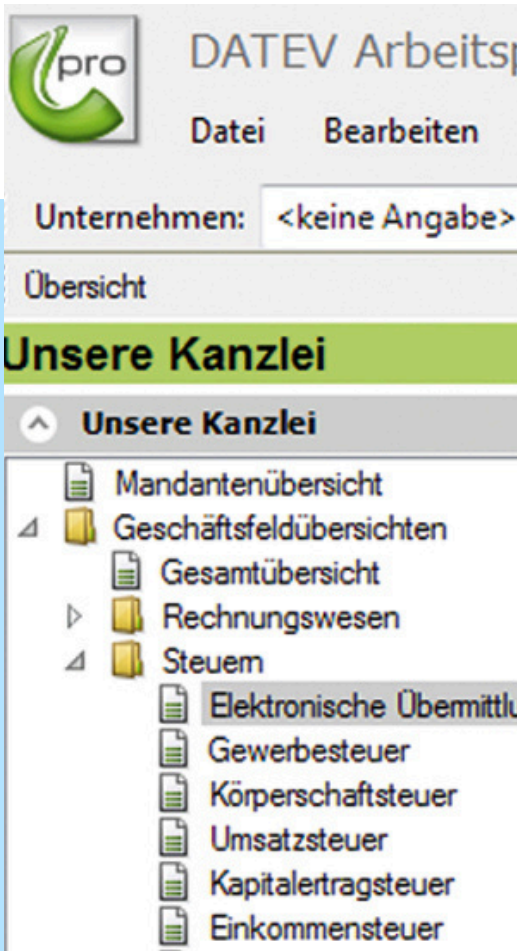 pro
DATEV Arbeitsp
Datei Bearbeiten
Unternehmen: <keine Angabe>
Übersicht
Unsere Kanzlei
Unsere Kanzlei
Mandantenübersicht
Geschäftsfeldübersichten
Gesamtübersicht
Rechnungswesen
Steuern
Elektronische Übermittlu
Gewerbesteuer
Körperschaftsteuer
Umsatzsteuer
Kapitalertragsteuer
Einkommensteuer